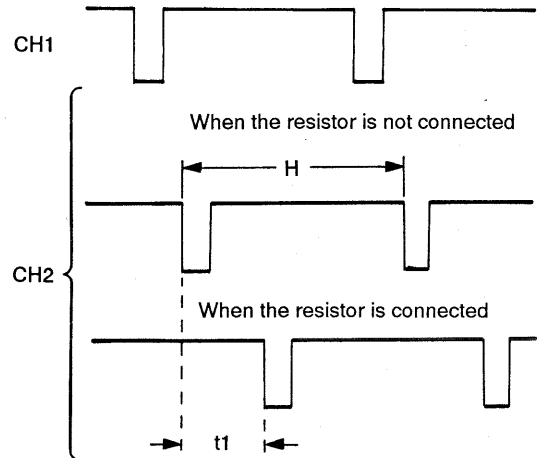 CH1
When the resistor is not connected
H
CH2
When the resistor is connected
t1